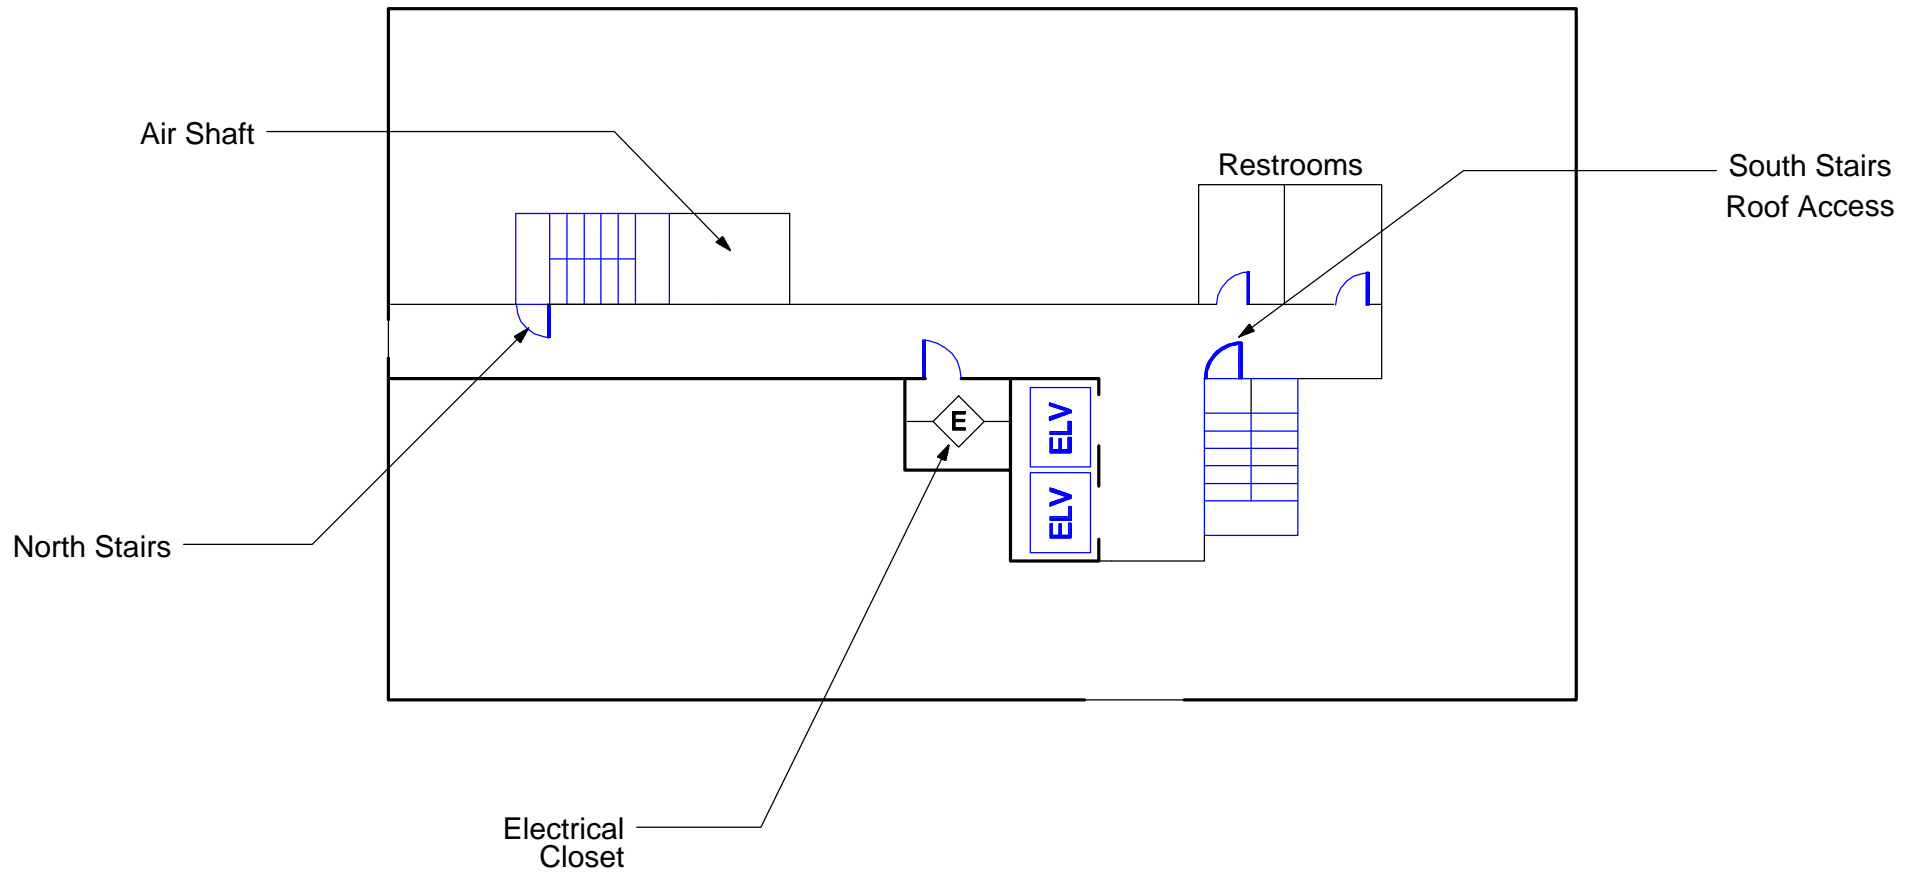 Air Shaft
Restrooms
South Stairs
Roof Access
E
ELV
ELV
North Stairs
Electrical
Closet